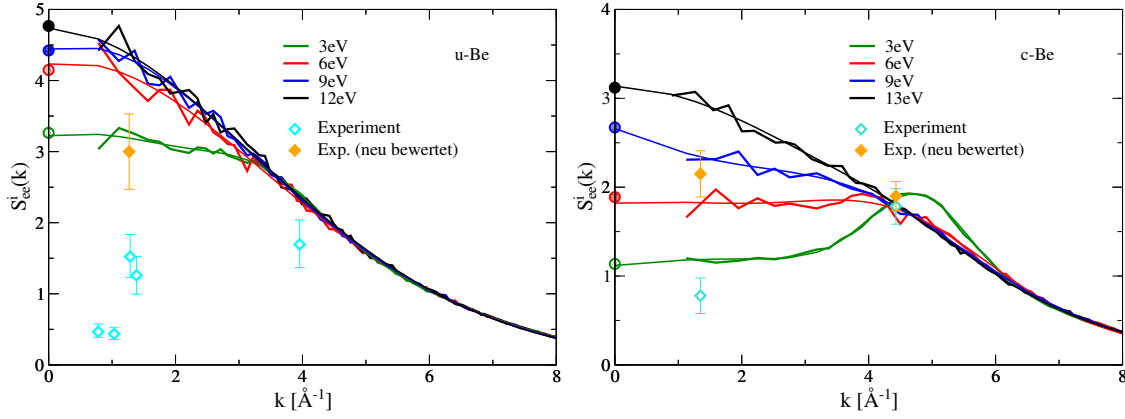 5
4
3
2
1
0
S^i_ee(k)
u-Be
3eV
6eV
9eV
12eV
Experiment
Exp. (neu bewertet)
0 2 4 6 8
k [Å⁻¹]
4
3
2
1
0
S^i_ee(k)
c-Be
3eV
6eV
9eV
13eV
Experiment
Exp. (neu bewertet)
0 2 4 6 8
k [Å⁻¹]